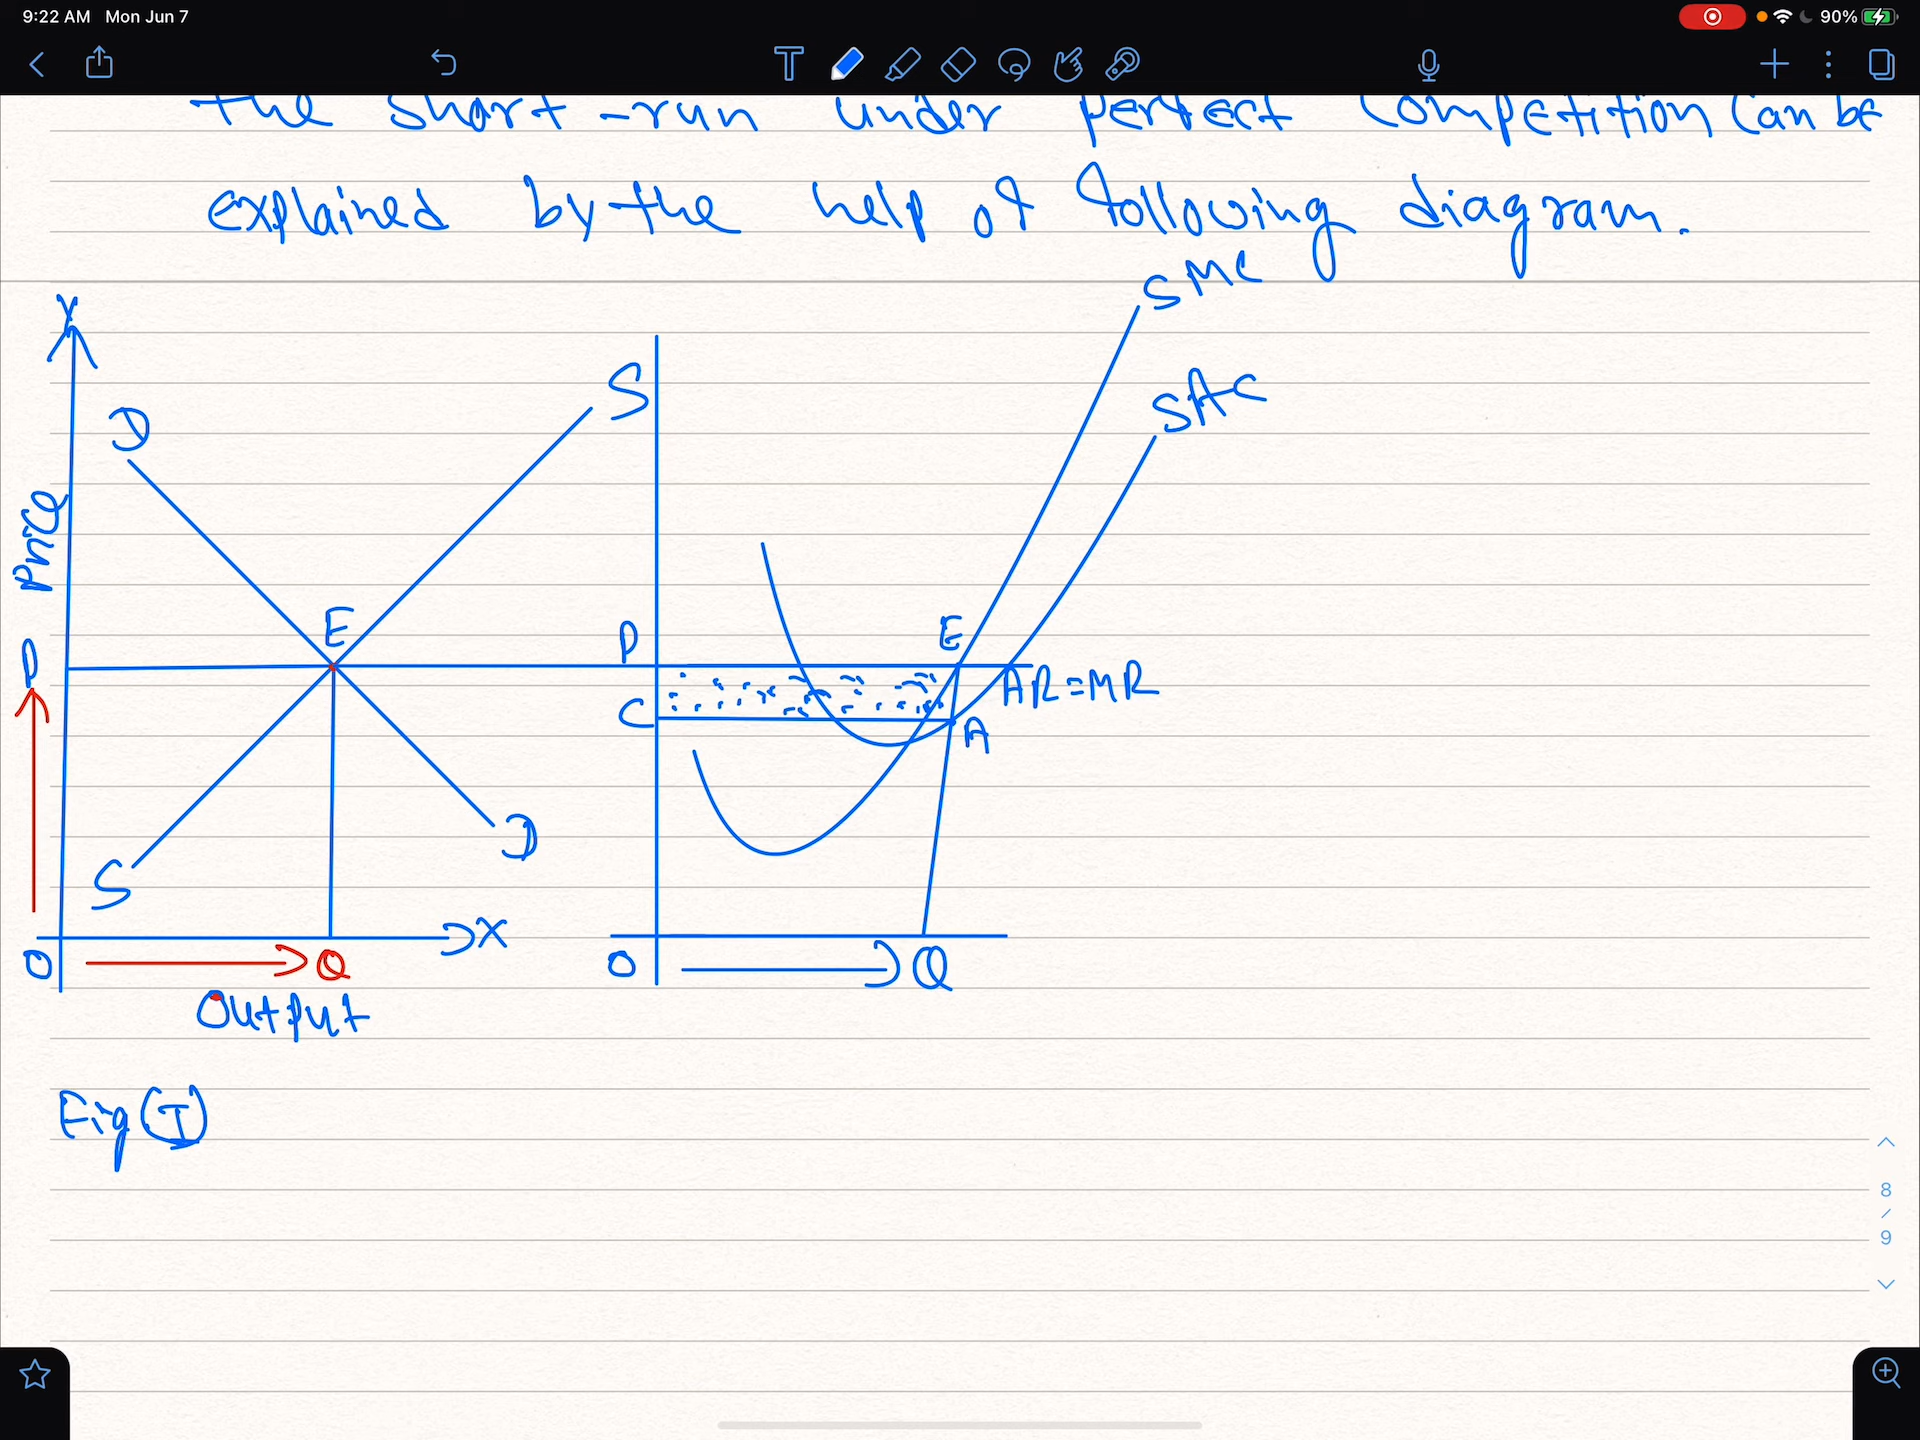 9:22 AM Mon Jun 7
90%
the short-run under perfect competition can be
explained by the help of following diagram.
SMC
Y
SAC
S
D
Price
E
P
E
P
AR=MR
C
A
D
S
X
O
Q
O
Q
Output
Fig (I)
8
/
9